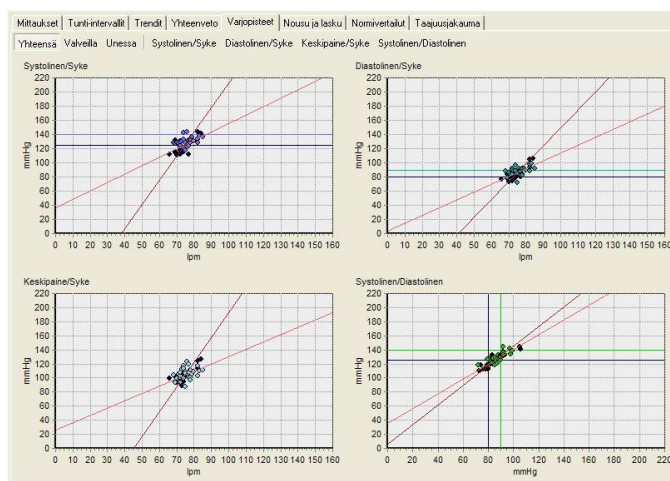 Mittaukset Tunti-intervallit Trendit Yhteenveto Varjopisteet Nousu ja lasku Normivertailut Taajuusjakauma
Yhteensä Valveilla Unessa Systolinen/Syke Diastolinen/Syke Keskipaine/Syke Systolinen/Diastolinen
Systolinen/Syke
220
200
180
160
140
120
100
80
60
40
20
0
mmHg
0 10 20 30 40 50 60 70 80 90 100 110 120 130 140 150 160
lpm
Diastolinen/Syke
220
200
180
160
140
120
100
80
60
40
20
0
mmHg
0 10 20 30 40 50 60 70 80 90 100 110 120 130 140 150 160
lpm
Keskipaine/Syke
220
200
180
160
140
120
100
80
60
40
20
0
mmHg
0 10 20 30 40 50 60 70 80 90 100 110 120 130 140 150 160
lpm
Systolinen/Diastolinen
220
200
180
160
140
120
100
80
60
40
20
0
mmHg
0 20 40 60 80 100 120 140 160 180 200 220
mmHg